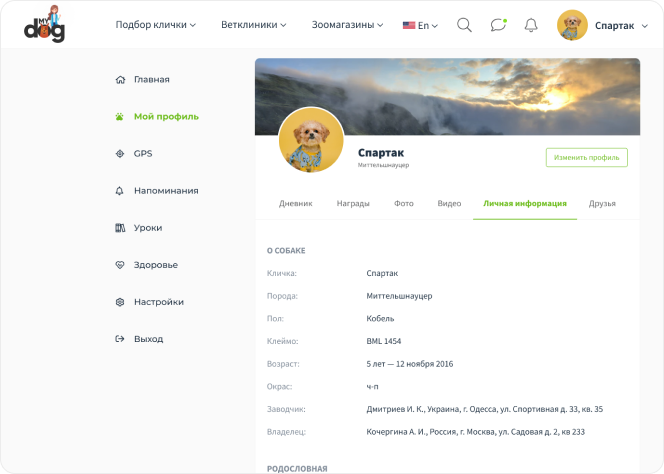 MY
dog
Подбор клички
Ветклиники
Зоомагазины
En
Спартак
Главная
Мой профиль
GPS
Напоминания
Уроки
Здоровье
Настройки
Выход
Спартак
Миттельшнауцер
Изменить профиль
Дневник
Награды
Фото
Видео
Личная информация
Друзья
О СОБАКЕ
Кличка: Спартак
Порода: Миттельшнауцер
Пол: Кобель
Клеймо: BML 1454
Возраст: 5 лет — 12 ноября 2016
Окрас: ч-п
Заводчик: Дмитриев И. К., Украина, г. Одесса, ул. Спортивная д. 33, кв. 35
Владелец: Кочергина А. И., Россия, г. Москва, ул. Садовая д. 2, кв 233
РОДОСЛОВНАЯ